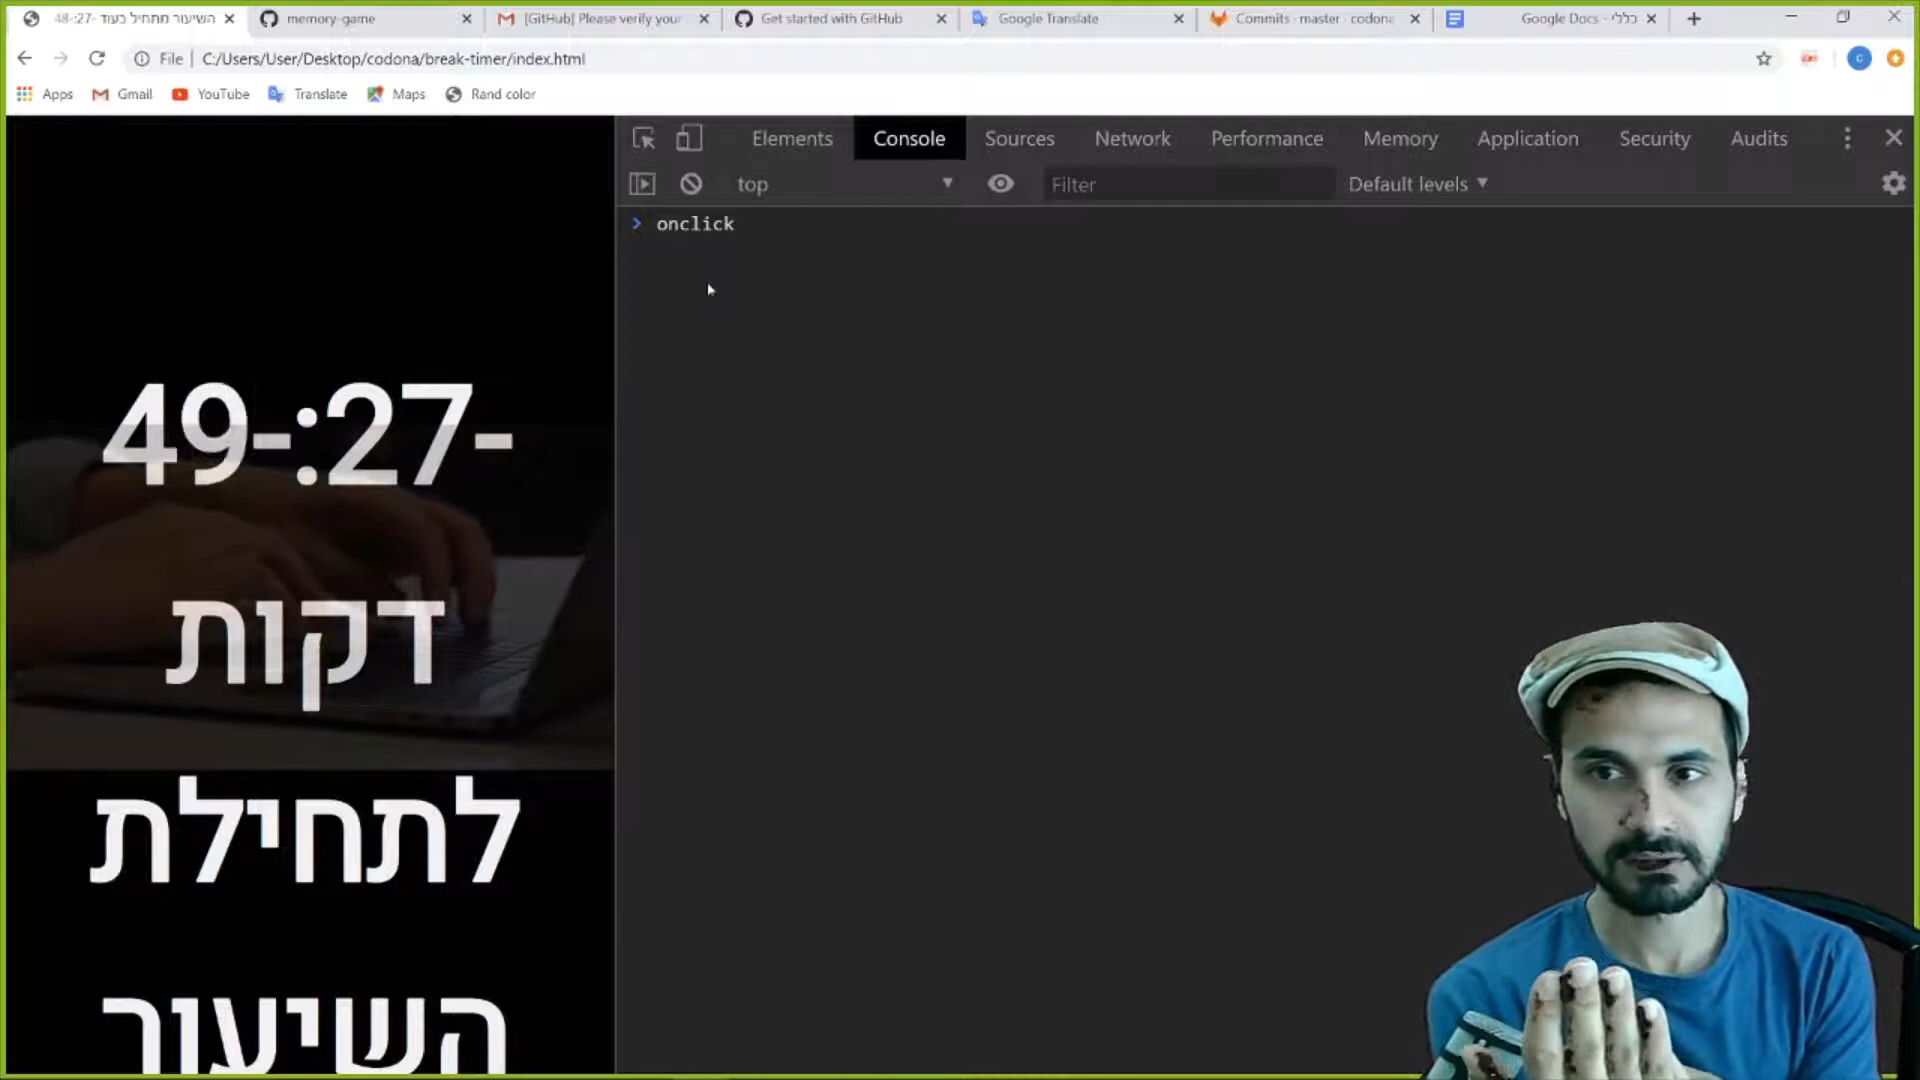 השיעור מתחיל בעוד -27:-48
memory-game
[GitHub] Please verify your
Get started with GitHub
Google Translate
Commits · master · codona
כללי - Google Docs
File
C:/Users/User/Desktop/codona/break-timer/index.html
Apps
Gmail
YouTube
Translate
Maps
Rand color
Elements
Console
Sources
Network
Performance
Memory
Application
Security
Audits
top
Filter
Default levels
> onclick
-27:-49
דקות
לתחילת
השיעור